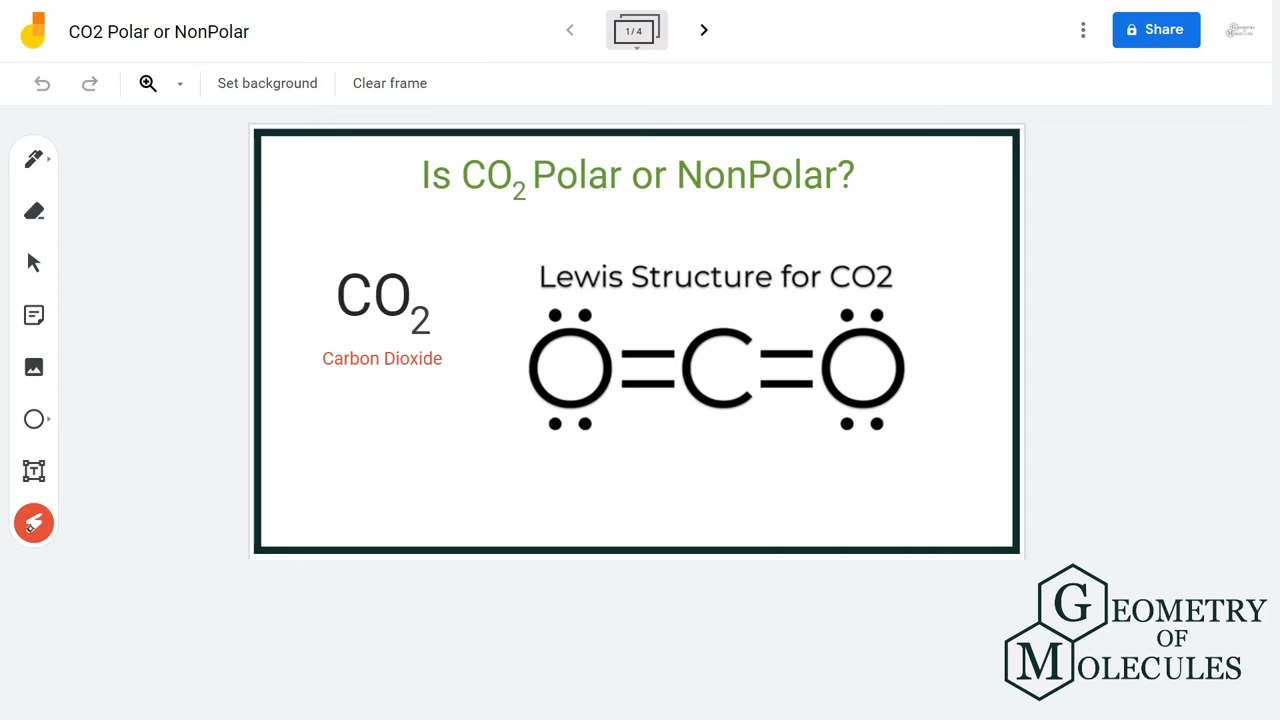 CO2 Polar or NonPolar
1/4
Share
Set background
Clear frame
Is CO₂ Polar or NonPolar?
CO₂
Carbon Dioxide
Lewis Structure for CO2
O=C=O
GEOMETRY
OF
MOLECULES